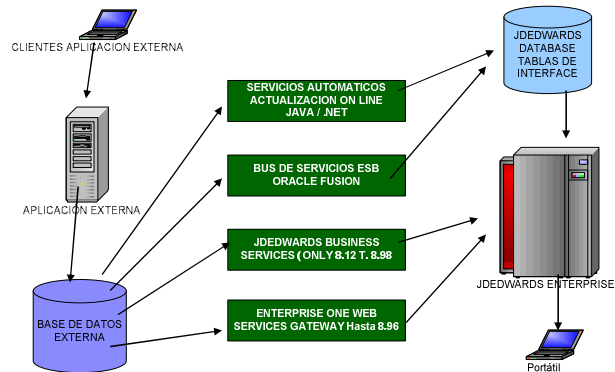 CLIENTES APLICACION EXTERNA
APLICACION EXTERNA
BASE DE DATOS
EXTERNA
SERVICIOS AUTOMATICOS
ACTUALIZACION ON LINE
JAVA / .NET
BUS DE SERVICIOS ESB
ORACLE FUSION
JDEDWARDS BUSINESS
SERVICES ( ONLY 8.12 T. 8.98
ENTERPRISE ONE WEB
SERVICES GATEWAY Hasta 8.96
JDEDWARDS
DATABASE
TABLAS DE
INTERFACE
JDEDWARDS ENTERPRISE
Portátil